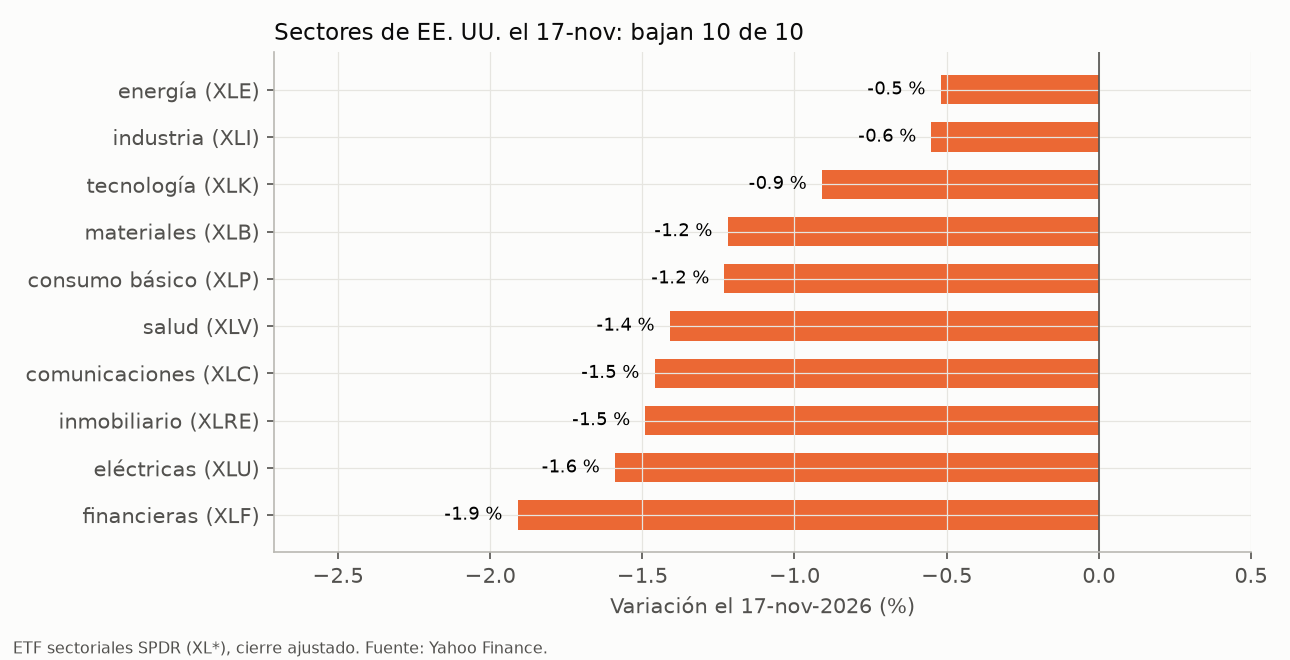 Sectores de EE. UU. el 17-nov: bajan 10 de 10
energía (XLE) -0.5 %
industria (XLI) -0.6 %
tecnología (XLK) -0.9 %
materiales (XLB) -1.2 %
consumo básico (XLP) -1.2 %
salud (XLV) -1.4 %
comunicaciones (XLC) -1.5 %
inmobiliario (XLRE) -1.5 %
eléctricas (XLU) -1.6 %
financieras (XLF) -1.9 %
−2.5 −2.0 −1.5 −1.0 −0.5 0.0 0.5
Variación el 17-nov-2026 (%)
ETF sectoriales SPDR (XL*), cierre ajustado. Fuente: Yahoo Finance.